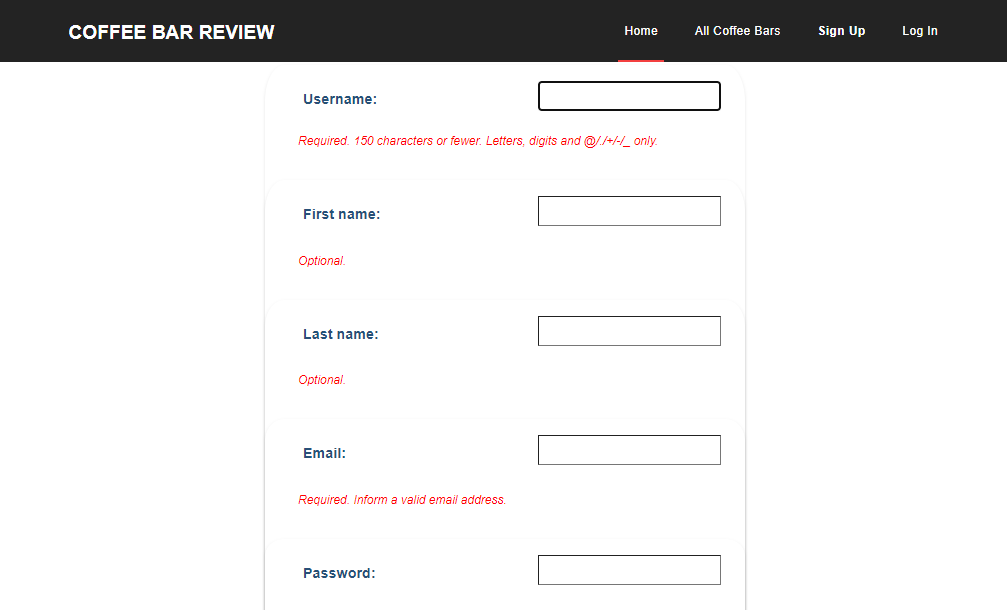 COFFEE BAR REVIEW Home All Coffee Bars Sign Up Log In
Username:
Required. 150 characters or fewer. Letters, digits and @/./+/-/_ only.
First name:
Optional.
Last name:
Optional.
Email:
Required. Inform a valid email address.
Password: